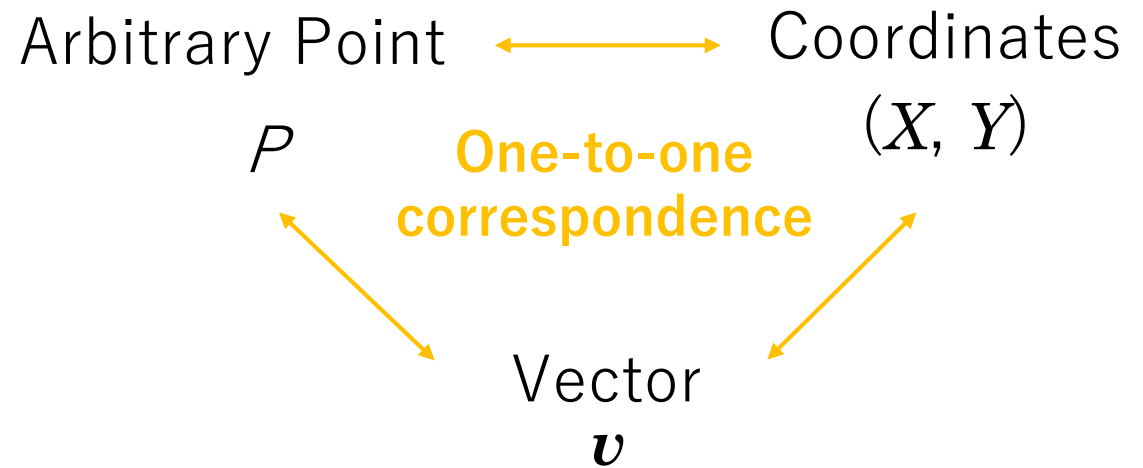 Arbitrary Point
Coordinates
P
(X, Y)
One-to-one
correspondence
Vector
v